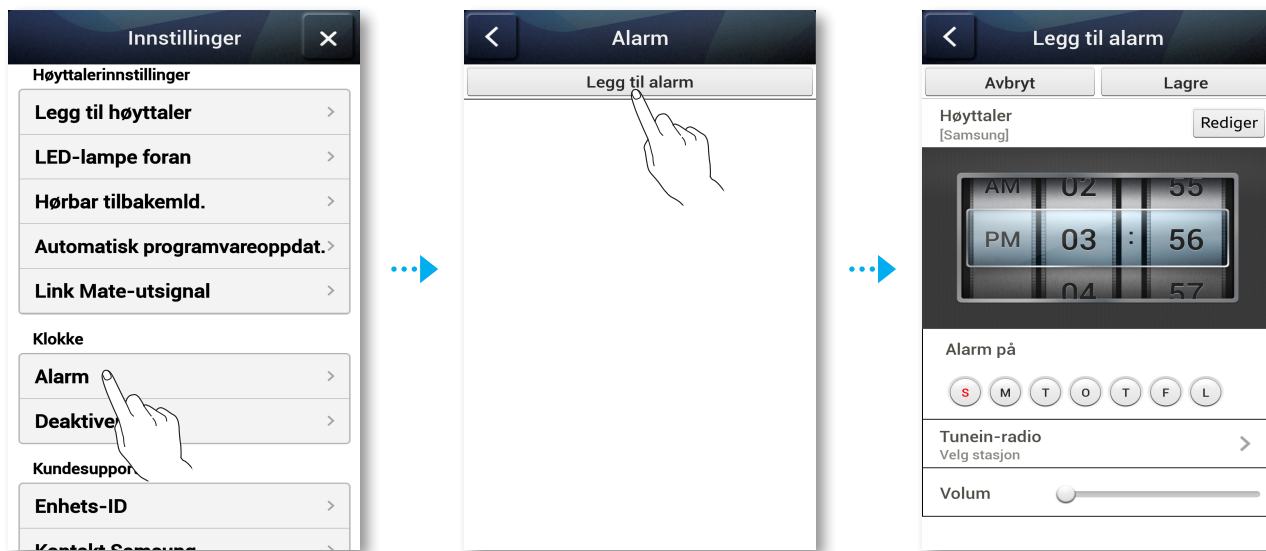 Innstillinger
Høyttalerinnstillinger
Legg til høyttaler
LED-lampe foran
Hørbar tilbakemld.
Automatisk programvareoppdat.
Link Mate-utsignal
Klokke
Alarm
Enhets-ID
Kontakt Samsung
Alarm
Legg til alarm
Legg til alarm
Avbryt Lagre
Høyttaler
[Samsung]
Rediger
AM 02 55
PM 03 : 56
04 57
Alarm på
S M T O T F L
Tunein-radio
Velg stasjon
Volum